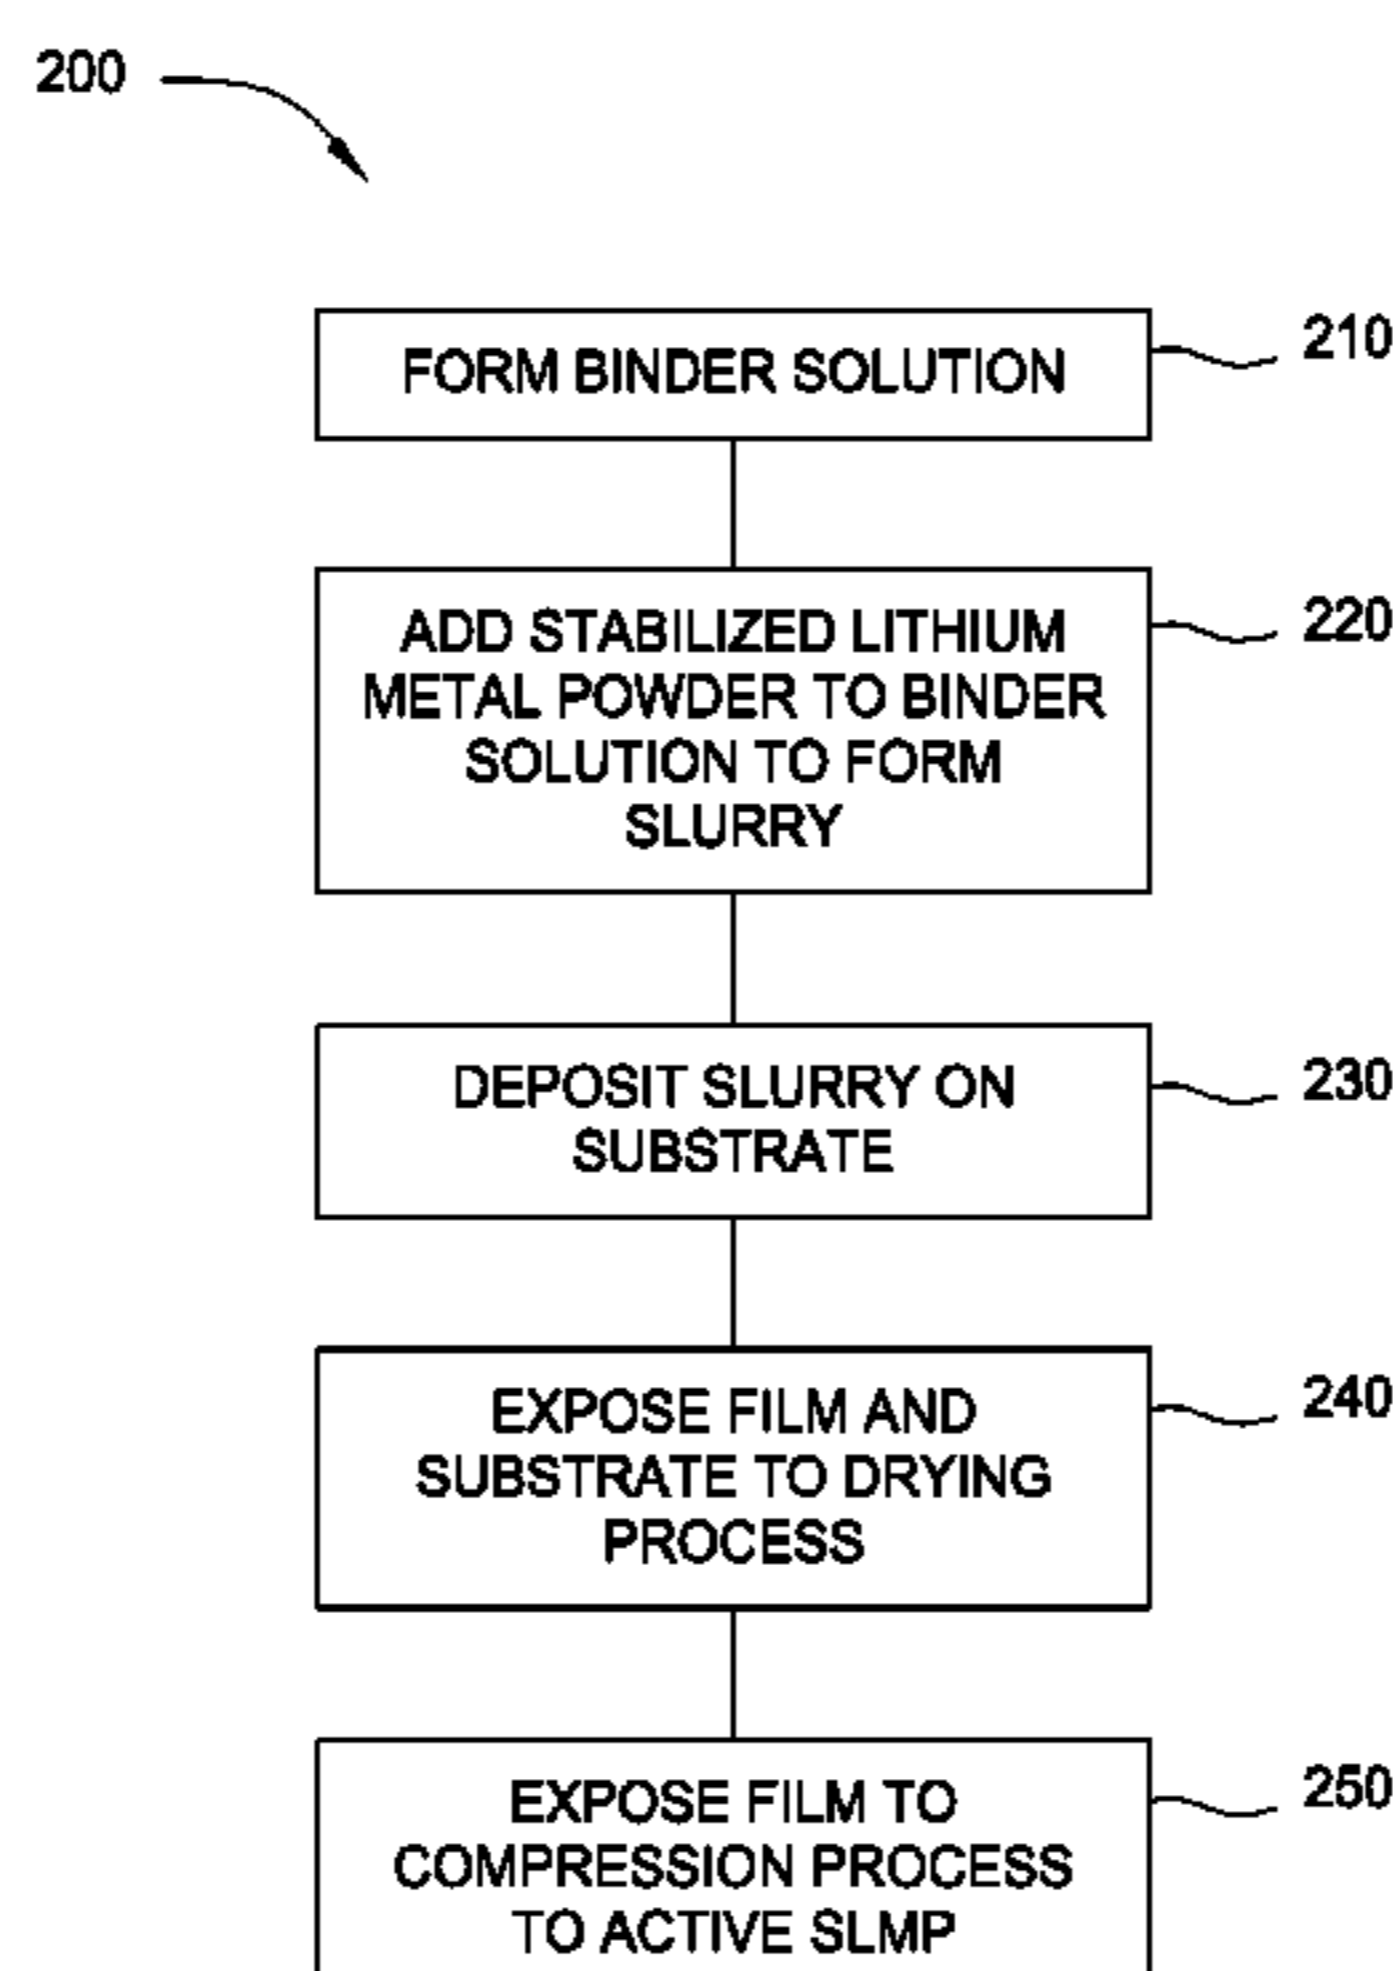 200
FORM BINDER SOLUTION
210
ADD STABILIZED LITHIUM
METAL POWDER TO BINDER
SOLUTION TO FORM
SLURRY
220
DEPOSIT SLURRY ON
SUBSTRATE
230
EXPOSE FILM AND
SUBSTRATE TO DRYING
PROCESS
240
EXPOSE FILM TO
COMPRESSION PROCESS
TO ACTIVE SLMP
250